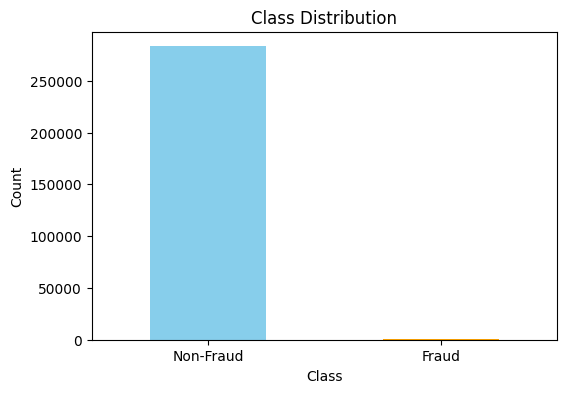 Class Distribution
250000
200000
150000
100000
50000
0
Count
Non-Fraud
Fraud
Class